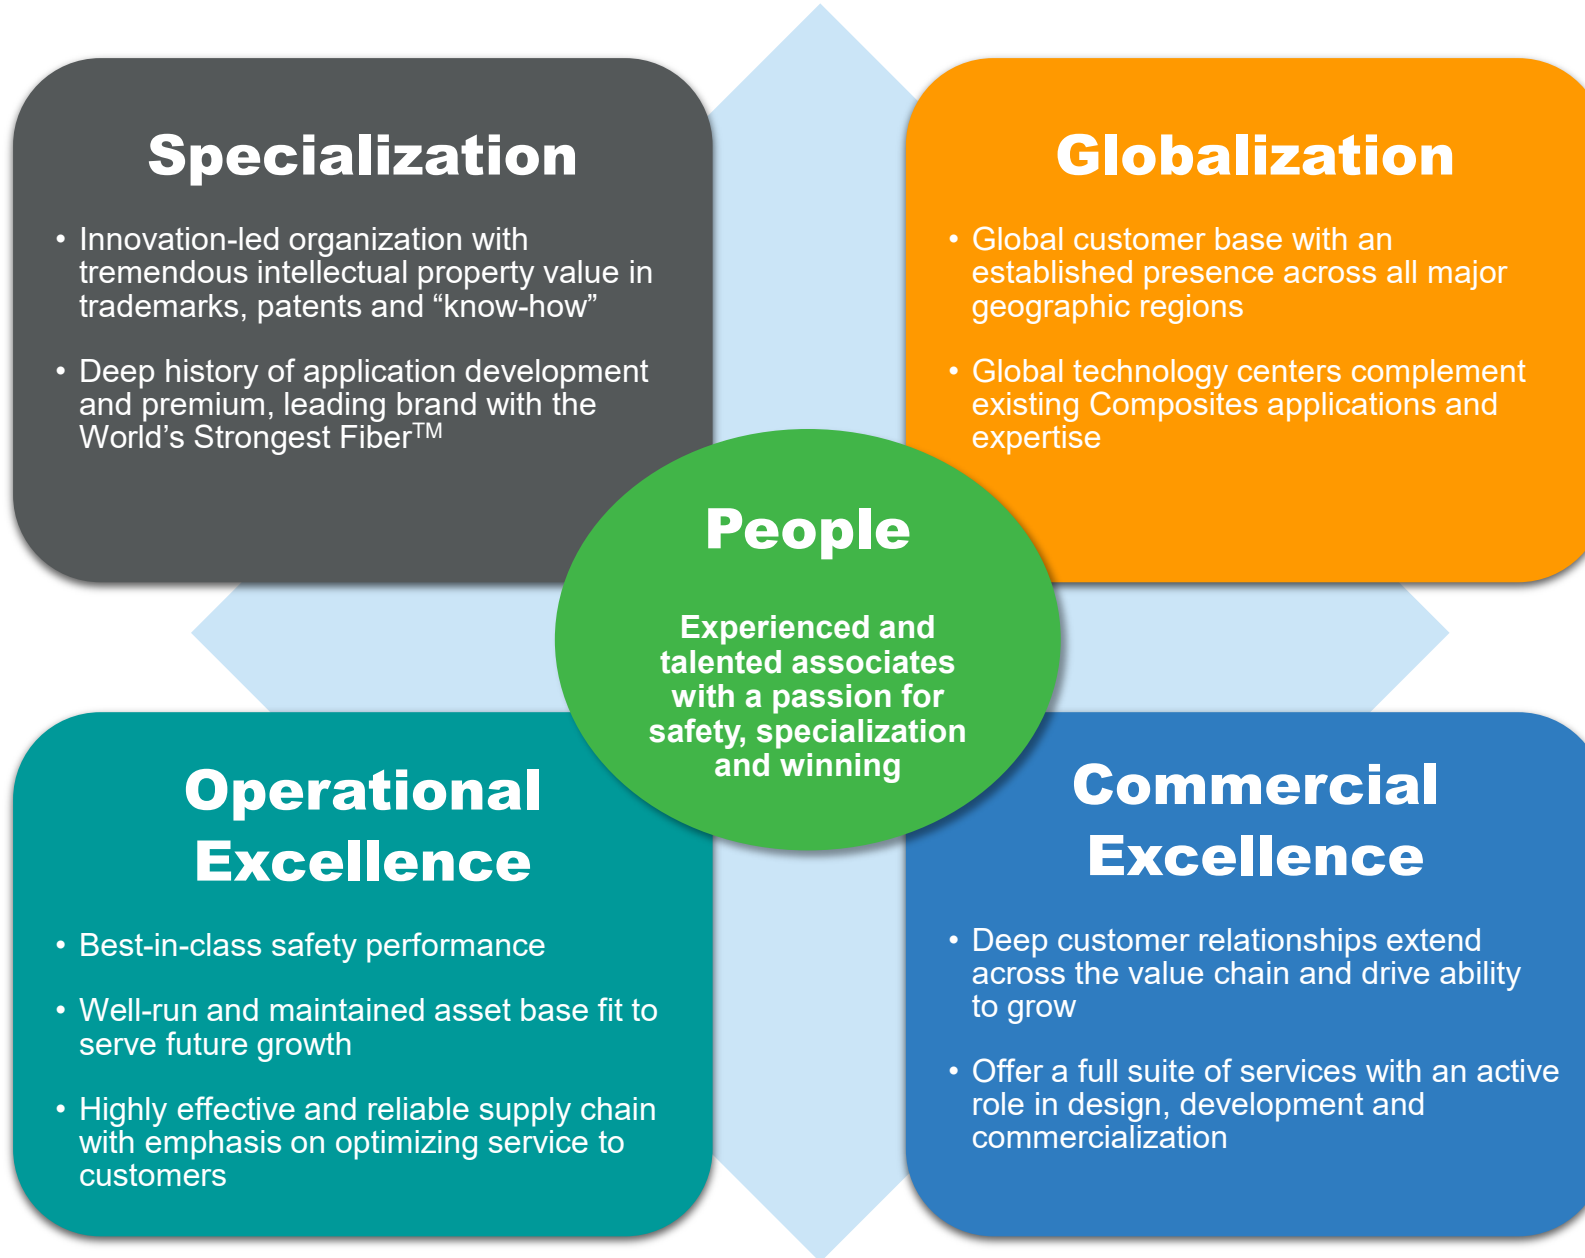 Specialization
• Innovation-led organization with
tremendous intellectual property value in
trademarks, patents and “know-how”
• Deep history of application development
and premium, leading brand with the
World’s Strongest Fiber™
Globalization
• Global customer base with an
established presence across all major
geographic regions
• Global technology centers complement
existing Composites applications and
expertise
People
Experienced and
talented associates
with a passion for
safety, specialization
and winning
Operational
Excellence
• Best-in-class safety performance
• Well-run and maintained asset base fit to
serve future growth
• Highly effective and reliable supply chain
with emphasis on optimizing service to
customers
Commercial
Excellence
• Deep customer relationships extend
across the value chain and drive ability
to grow
• Offer a full suite of services with an active
role in design, development and
commercialization